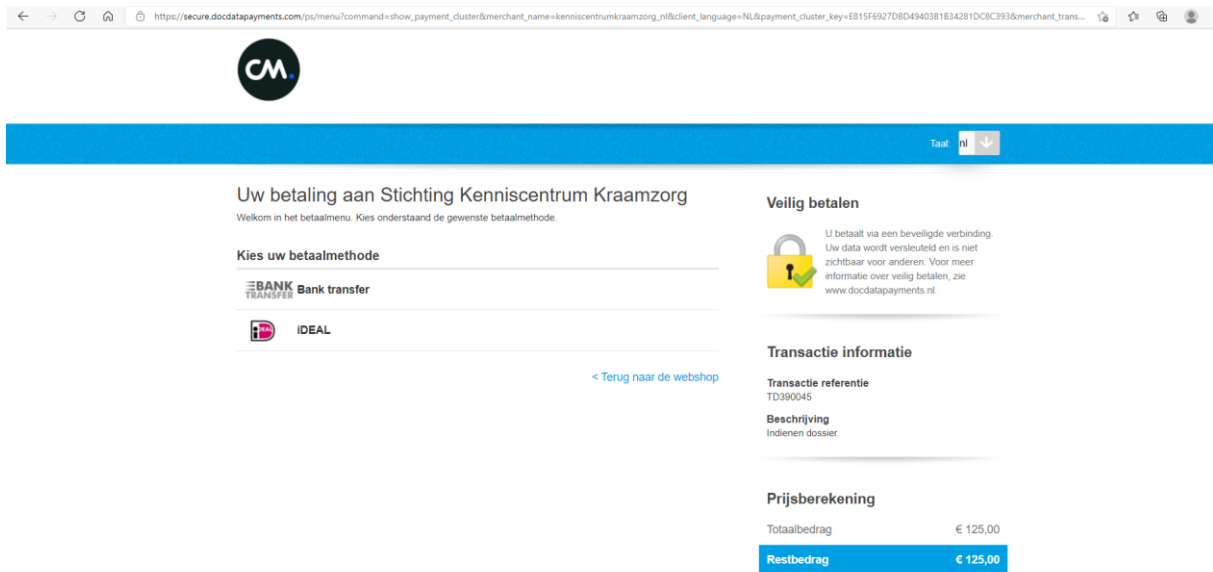 https://secure.docdatapayments.com/ps/menu?command=show_payment_cluster&merchant_name=kenniscentrumkraamzorg_nl&client_language=NL&payment_cluster_key=E815F6927DBD49403B1B34281DC8C393&merchant_trans...
CM.
Taal: nl
Uw betaling aan Stichting Kenniscentrum Kraamzorg
Welkom in het betaalmenu. Kies onderstaand de gewenste betaalmethode.
Kies uw betaalmethode
BANK TRANSFER Bank transfer
iDEAL iDEAL
< Terug naar de webshop
Veilig betalen
U betaalt via een beveiligde verbinding.
Uw data wordt versleuteld en is niet
zichtbaar voor anderen. Voor meer
informatie over veilig betalen, zie
www.docdatapayments.nl.
Transactie informatie
Transactie referentie
TD390045
Beschrijving
Indienen dossier.
Prijsberekening
Totaalbedrag € 125,00
Restbedrag € 125,00